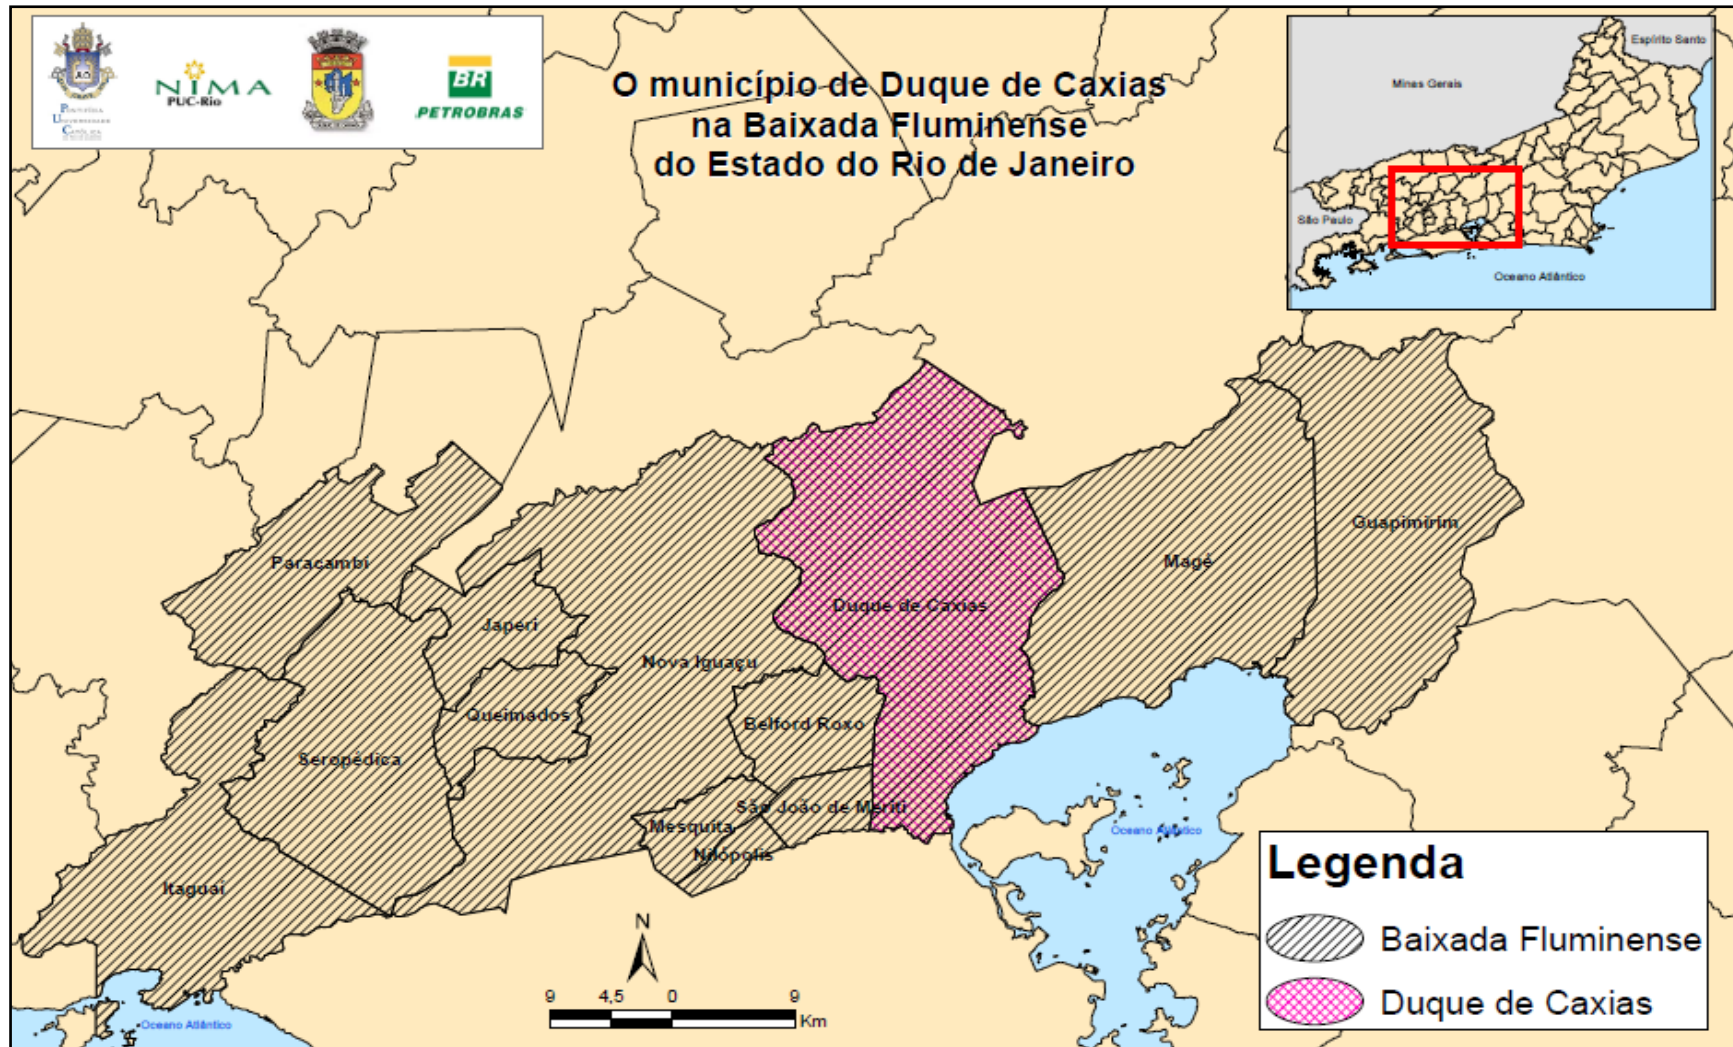 PONTIFÍCIA
UNIVERSIDADE
CATÓLICA
NIMA
PUC-Rio
BR
PETROBRAS
O município de Duque de Caxias
na Baixada Fluminense
do Estado do Rio de Janeiro
Espírito Santo
Minas Gerais
São Paulo
Oceano Atlântico
Paracambi
Japeri
Nova Iguaçu
Duque de Caxias
Magé
Guapimirim
Queimados
Belford Roxo
Seropédica
São João de Meriti
Mesquita
Nilópolis
Itaguaí
Oceano Atlântico
Oceano Atlântico
N
9 4,5 0 9
Km
Legenda
Baixada Fluminense
Duque de Caxias